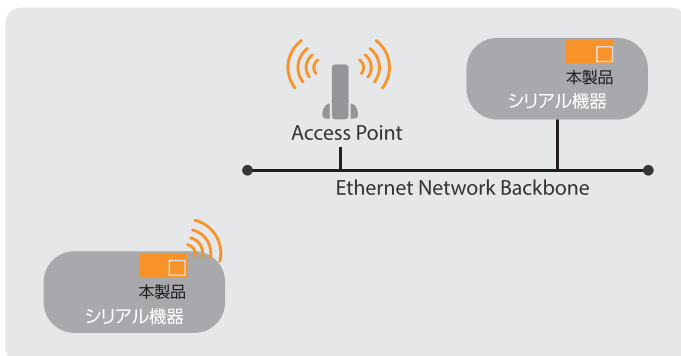 本製品
シリアル機器
Access Point
Ethernet Network Backbone
本製品
シリアル機器